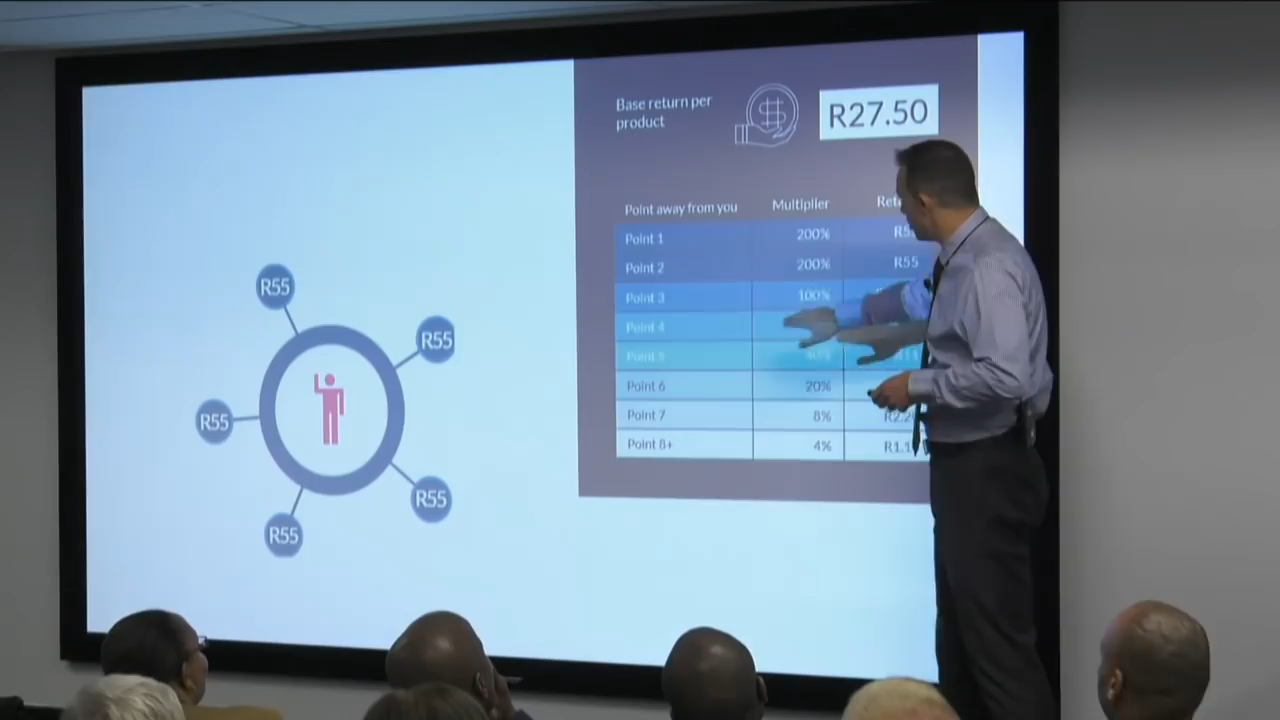 Base return per
product
R27.50
Point away from you Multiplier
Point 1 200%
Point 2 200% R55
Point 3 100%
Point 4
Point 5 40%
Point 6 20%
Point 7 8%
Point 8+ 4%
R55
R55
R55
R55
R55